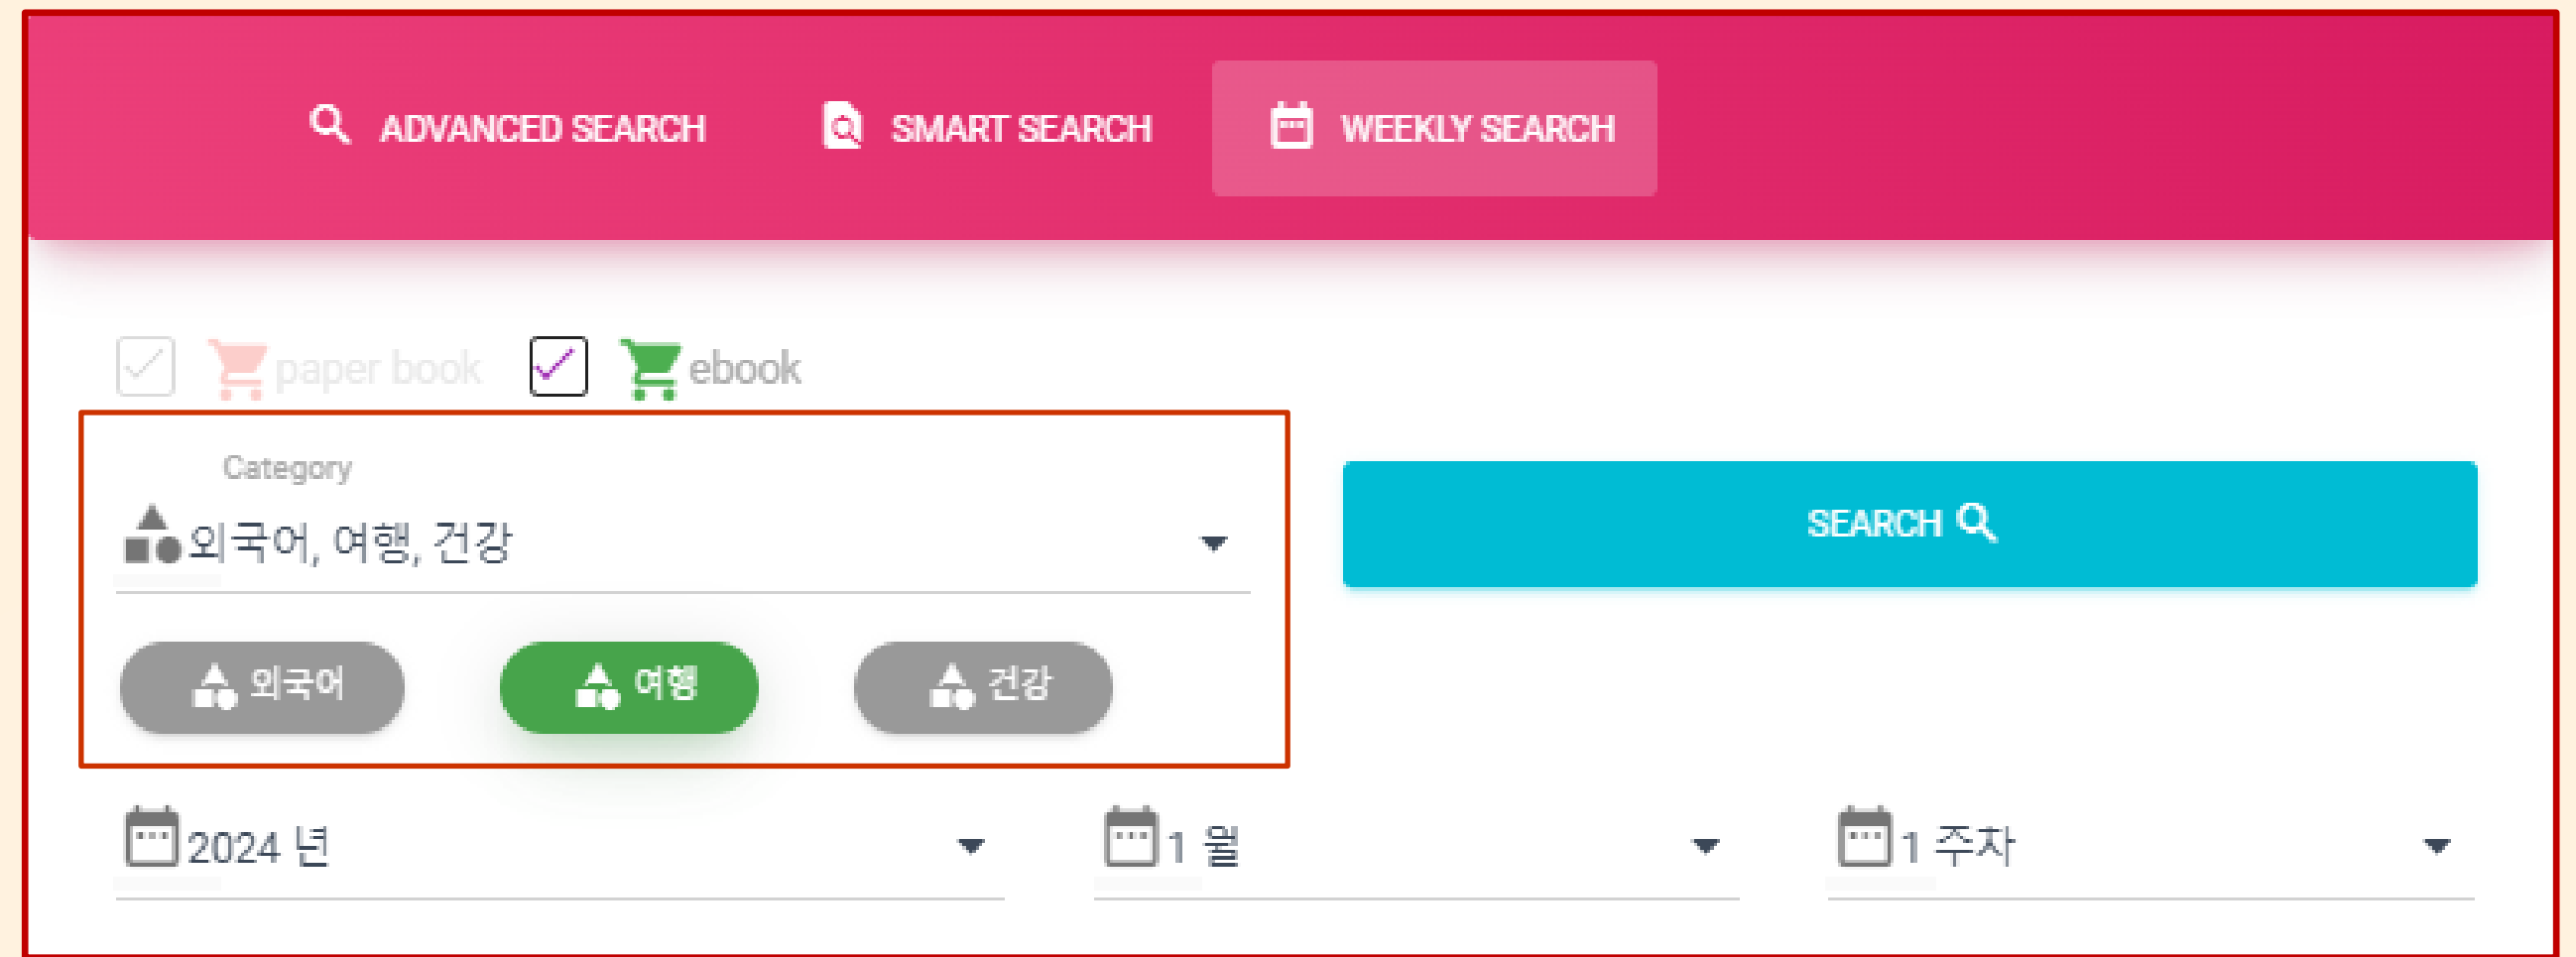 ADVANCED SEARCH SMART SEARCH WEEKLY SEARCH
paper book ebook
Category
외국어, 여행, 건강
SEARCH
외국어 여행 건강
2024 년 1 월 1 주차